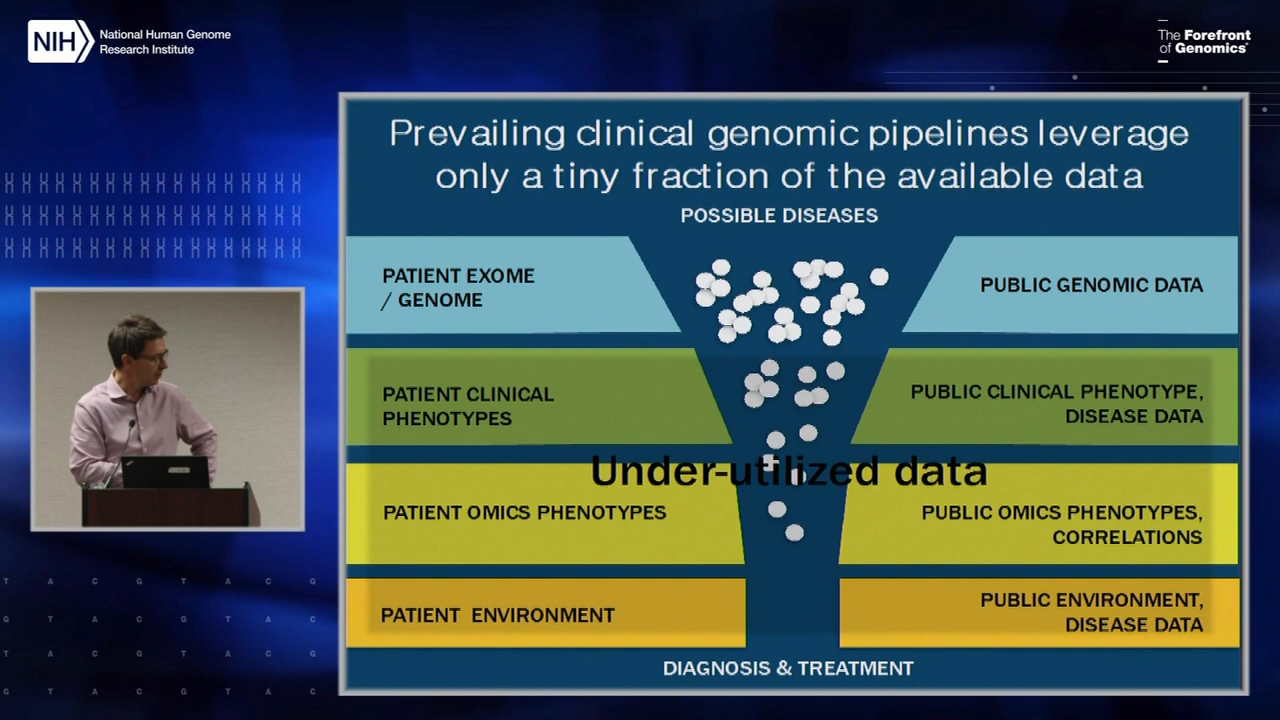 NIH
National Human Genome
Research Institute
The Forefront
of Genomics®
Prevailing clinical genomic pipelines leverage
only a tiny fraction of the available data
POSSIBLE DISEASES
PATIENT EXOME
/ GENOME
PUBLIC GENOMIC DATA
PATIENT CLINICAL
PHENOTYPES
PUBLIC CLINICAL PHENOTYPE,
DISEASE DATA
Under-utilized data
PATIENT OMICS PHENOTYPES
PUBLIC OMICS PHENOTYPES,
CORRELATIONS
PATIENT ENVIRONMENT
PUBLIC ENVIRONMENT,
DISEASE DATA
DIAGNOSIS & TREATMENT
T A C G T A C G
G T A C G T A C
T A C G T A C G
G T A C G T A C